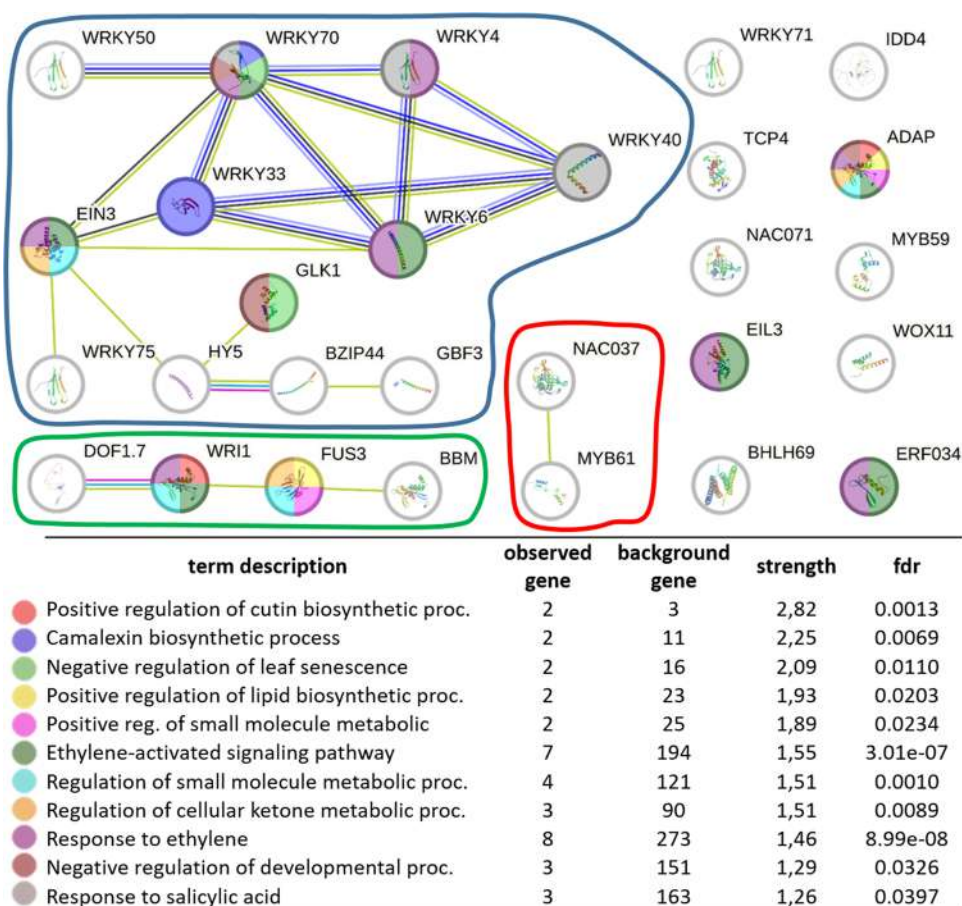 WRKY50 WRKY70 WRKY4 WRKY71 IDD4
WRKY40 TCP4 ADAP
WRKY33
EIN3 WRKY6 NAC071 MYB59
GLK1
EIL3 WOX11
WRKY75 HY5 BZIP44 GBF3 NAC037
DOF1.7 WRI1 FUS3 BBM MYB61 BHLH69 ERF034
term description observed gene background gene strength fdr
Positive regulation of cutin biosynthetic proc. 2 3 2,82 0.0013
Camalexin biosynthetic process 2 11 2,25 0.0069
Negative regulation of leaf senescence 2 16 2,09 0.0110
Positive regulation of lipid biosynthetic proc. 2 23 1,93 0.0203
Positive reg. of small molecule metabolic 2 25 1,89 0.0234
Ethylene-activated signaling pathway 7 194 1,55 3.01e-07
Regulation of small molecule metabolic proc. 4 121 1,51 0.0010
Regulation of cellular ketone metabolic proc. 3 90 1,51 0.0089
Response to ethylene 8 273 1,46 8.99e-08
Negative regulation of developmental proc. 3 151 1,29 0.0326
Response to salicylic acid 3 163 1,26 0.0397